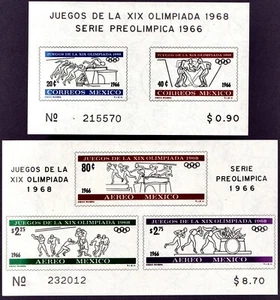 JUEGOS DE LA XIX OLIMPIADA 1968
SERIE PREOLIMPICA 1966
JUEGOS DE LA XIX OLIMPIADA 1968
20¢ 1966
CORREOS MEXICO
JUEGOS DE LA XIX OLIMPIADA 1968
40¢ 1966
CORREOS MEXICO
Nº 215570 $0.90
JUEGOS DE LA
XIX OLIMPIADA
1968
JUEGOS DE LA XIX OLIMPIADA 1968
80¢
1966
AEREO MEXICO
SERIE
PREOLIMPICA
1966
JUEGOS DE LA XIX OLIMPIADA 1968
$2.25
1966
AEREO MEXICO
JUEGOS DE LA XIX OLIMPIADA 1968
$2.75
1966
AEREO MEXICO
Nº 232012 $8.70